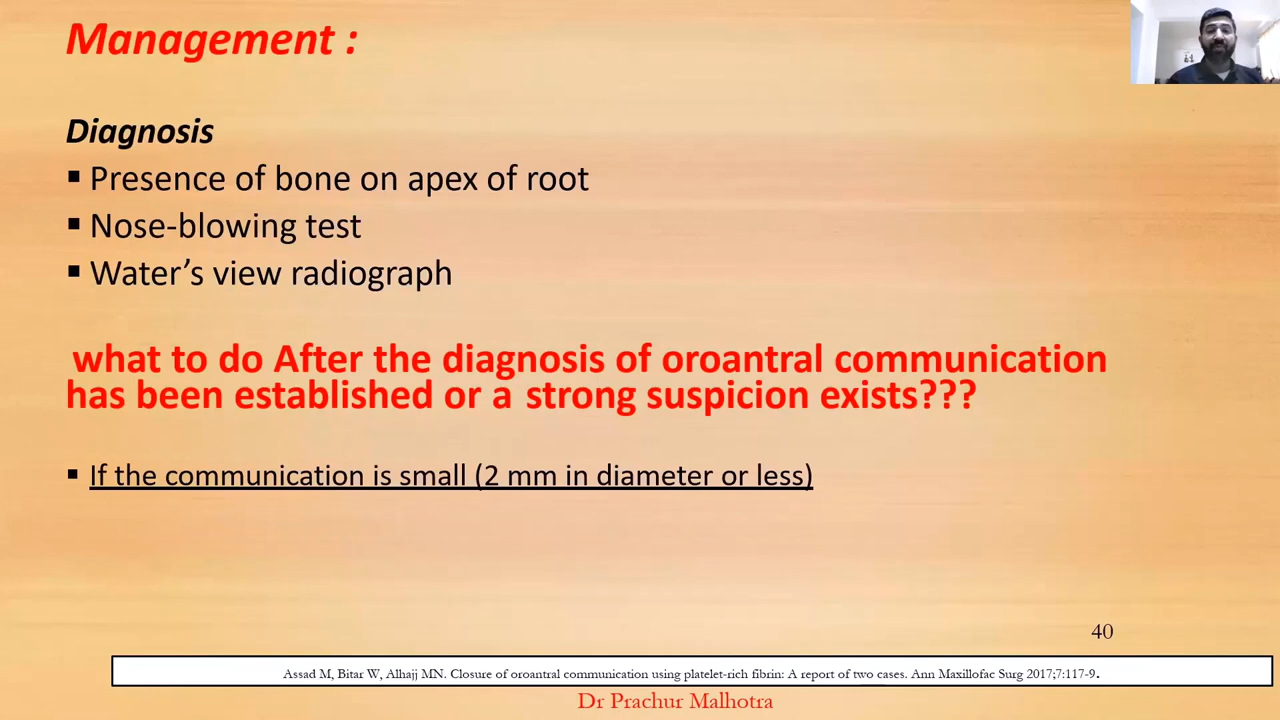 Management :
Diagnosis
▪ Presence of bone on apex of root
▪ Nose-blowing test
▪ Water’s view radiograph
what to do After the diagnosis of oroantral communication
has been established or a strong suspicion exists???
▪ If the communication is small (2 mm in diameter or less)
40
Assad M, Bitar W, Alhajj MN. Closure of oroantral communication using platelet-rich fibrin: A report of two cases. Ann Maxillofac Surg 2017;7:117-9.
Dr Prachur Malhotra